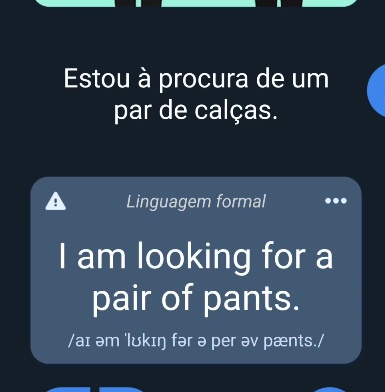 Estou à procura de um
par de calças.
Linguagem formal
I am looking for a
pair of pants.
/aɪ əm ˈlʊkɪŋ fər ə per əv pænts./